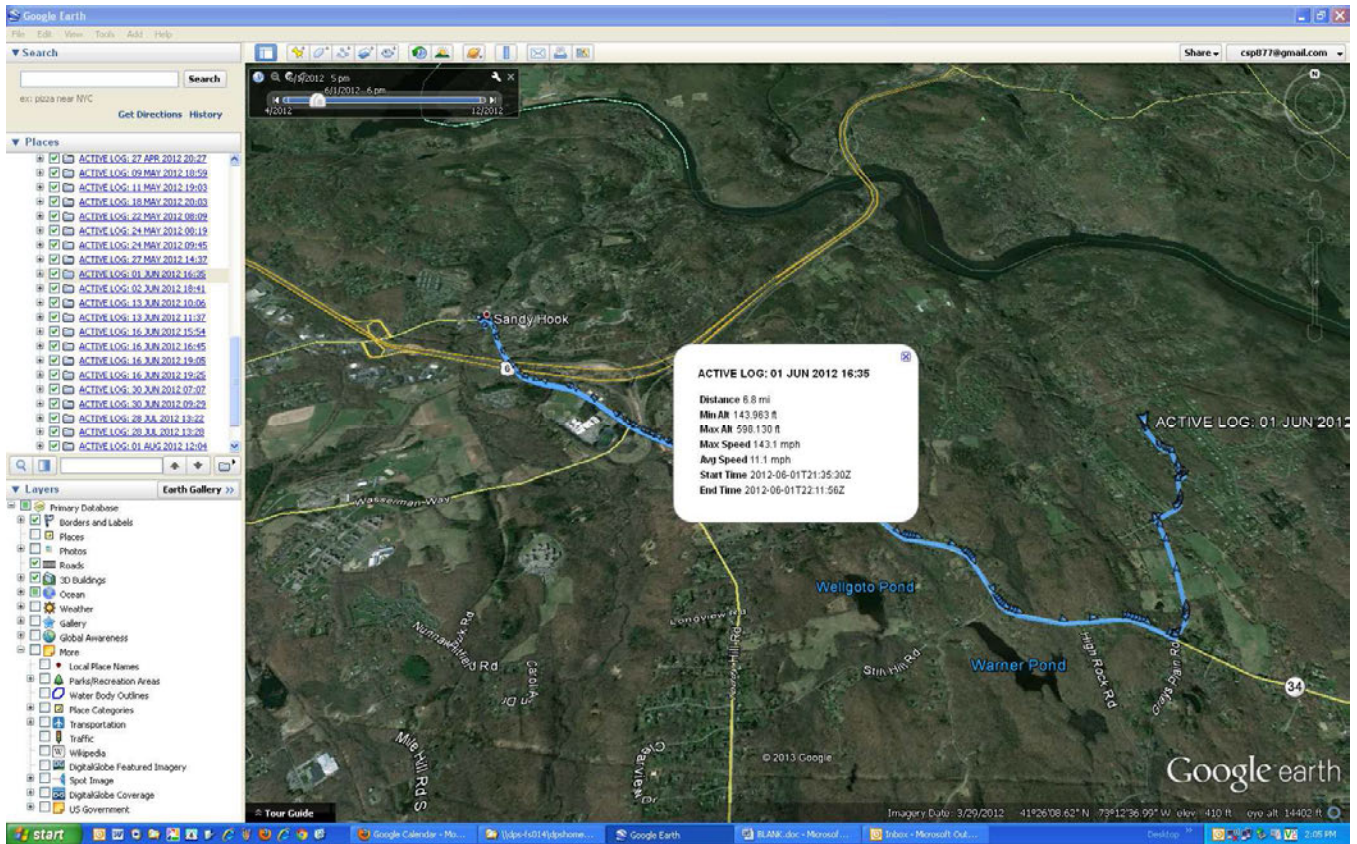 Google Earth
File Edit View Tools Add Help
Search
Search
ex: pizza near NYC
Get Directions History
Places
ACTIVE LOG: 27 APR 2012 20:27
ACTIVE LOG: 09 MAY 2012 18:59
ACTIVE LOG: 11 MAY 2012 19:03
ACTIVE LOG: 18 MAY 2012 20:03
ACTIVE LOG: 22 MAY 2012 08:09
ACTIVE LOG: 24 MAY 2012 08:19
ACTIVE LOG: 24 MAY 2012 09:45
ACTIVE LOG: 27 MAY 2012 14:37
ACTIVE LOG: 01 JUN 2012 16:35
ACTIVE LOG: 02 JUN 2012 18:41
ACTIVE LOG: 13 JUN 2012 10:06
ACTIVE LOG: 13 JUN 2012 11:37
ACTIVE LOG: 16 JUN 2012 15:54
ACTIVE LOG: 16 JUN 2012 16:45
ACTIVE LOG: 16 JUN 2012 19:05
ACTIVE LOG: 16 JUN 2012 19:25
ACTIVE LOG: 30 JUN 2012 07:07
ACTIVE LOG: 30 JUN 2012 09:29
ACTIVE LOG: 28 JUL 2012 13:22
ACTIVE LOG: 28 JUL 2012 13:28
ACTIVE LOG: 01 AUG 2012 12:04
Layers
Earth Gallery >>
Primary Database
Borders and Labels
Places
Photos
Roads
3D Buildings
Ocean
Weather
Gallery
Global Awareness
More
Local Place Names
Parks/Recreation Areas
Water Body Outlines
Place Categories
Transportation
Traffic
Wikipedia
DigitalGlobe Featured Imagery
Spot Image
DigitalGlobe Coverage
US Government
Share
csp877@gmail.com
5 pm
6/1/2012 6 pm
4/2012 12/2012
N
Sandy Hook
6
Wasserman Way
ACTIVE LOG: 01 JUN 2012 16:35
Distance 6.8 mi
Min Alt 143.963 ft
Max Alt 598.130 ft
Max Speed 143.1 mph
Avg Speed 11.1 mph
Start Time 2012-06-01T21:35:30Z
End Time 2012-06-01T22:11:56Z
ACTIVE LOG: 01 JUN 2012
Wellgoto Pond
Longview Rd
Still Hill Rd
Warner Pond
High Rock Rd
Grays Plain Rd
34
Mile Hill Rd S
Clearview Dr
© 2013 Google
Google earth
Tour Guide
Imagery Date: 3/29/2012 41°26'08.62" N 73°12'36.99" W elev 410 ft eye alt 14402 ft
start
Google Calendar - Mo...
\\dps-fs014\dpshome...
Google Earth
BLANK.doc - Microsof...
Inbox - Microsoft Out...
Desktop
2:05 PM